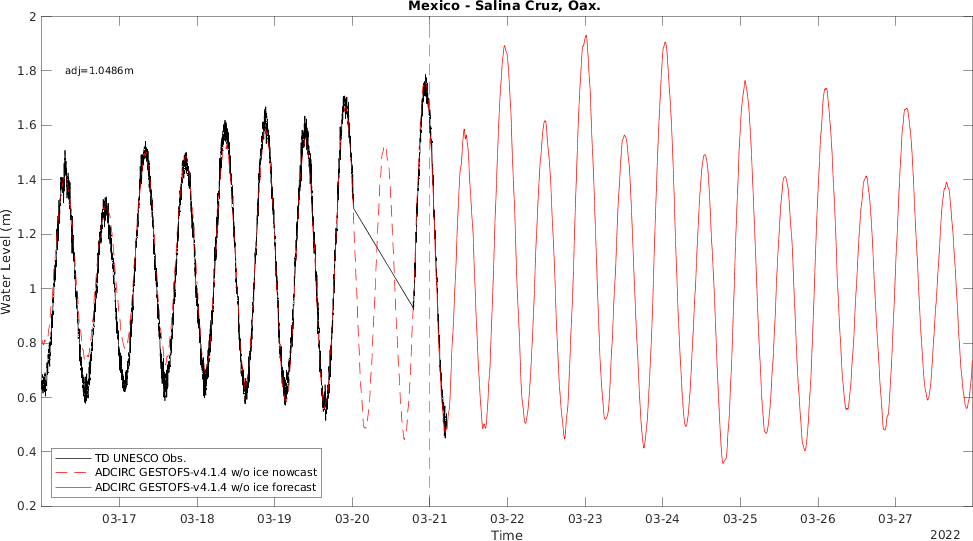 Mexico - Salina Cruz, Oax.
2
1.8
1.6
1.4
1.2
1
0.8
0.6
0.4
0.2
Water Level (m)
adj=1.0486m
TD UNESCO Obs.
ADCIRC GESTOFS-v4.1.4 w/o ice nowcast
ADCIRC GESTOFS-v4.1.4 w/o ice forecast
03-17 03-18 03-19 03-20 03-21 03-22 03-23 03-24 03-25 03-26 03-27
Time
2022